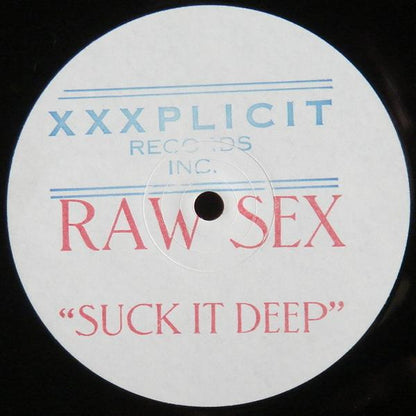 XXXPLICIT
RECORDS
INC.
RAW SEX
“SUCK IT DEEP”